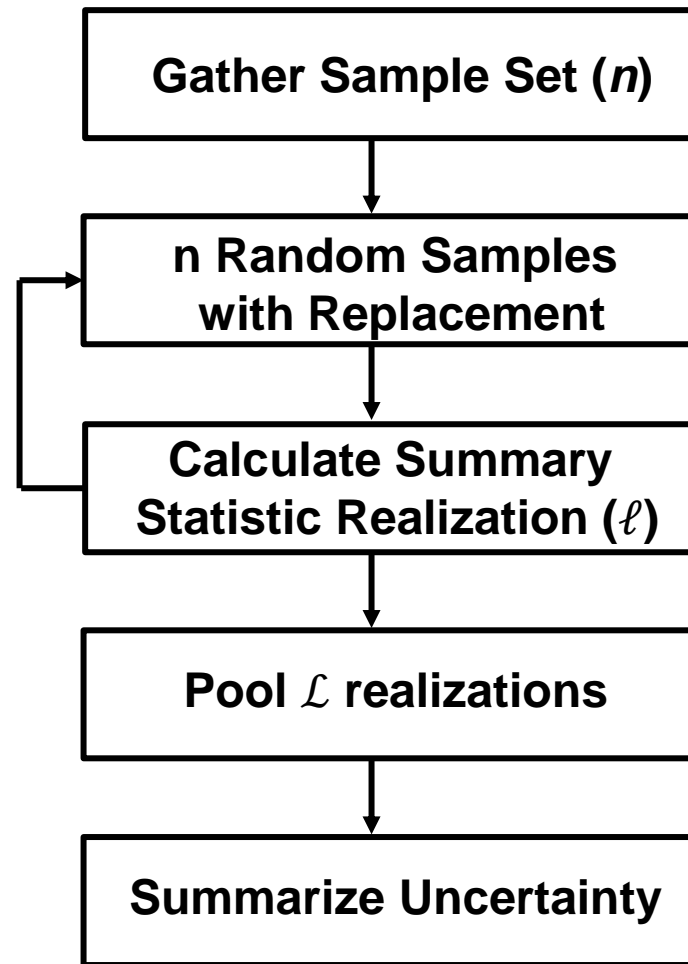 Gather Sample Set (n)
n Random Samples
with Replacement
Calculate Summary
Statistic Realization (ℓ)
Pool ℒ realizations
Summarize Uncertainty